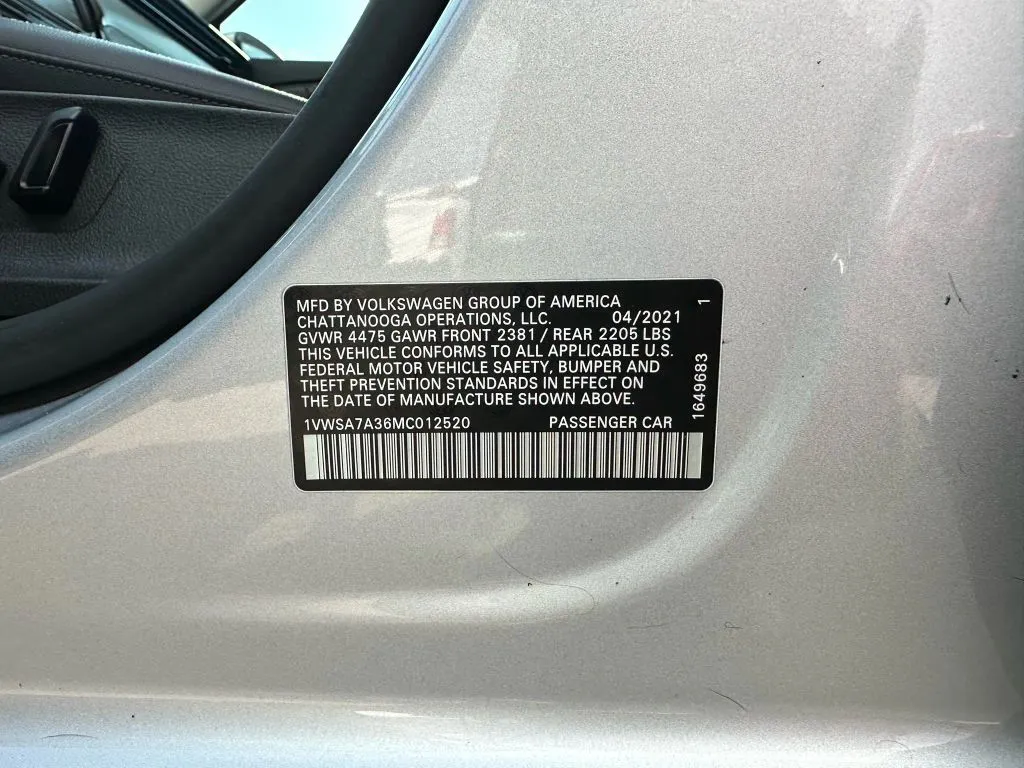 MFD BY VOLKSWAGEN GROUP OF AMERICA
CHATTANOOGA OPERATIONS, LLC. 04/2021
GVWR 4475 GAWR FRONT 2381 / REAR 2205 LBS
THIS VEHICLE CONFORMS TO ALL APPLICABLE U.S.
FEDERAL MOTOR VEHICLE SAFETY, BUMPER AND
THEFT PREVENTION STANDARDS IN EFFECT ON
THE DATE OF MANUFACTURE SHOWN ABOVE.
1VWSA7A36MC012520 PASSENGER CAR
1649683 1